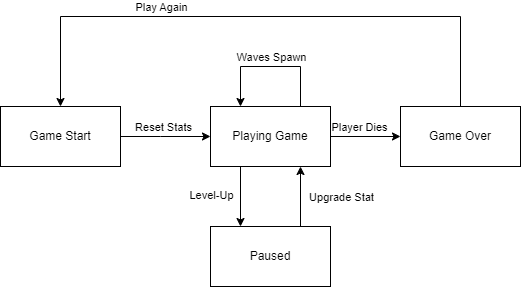 Play Again
Waves Spawn
Game Start
Reset Stats
Playing Game
Player Dies
Game Over
Level-Up
Upgrade Stat
Paused